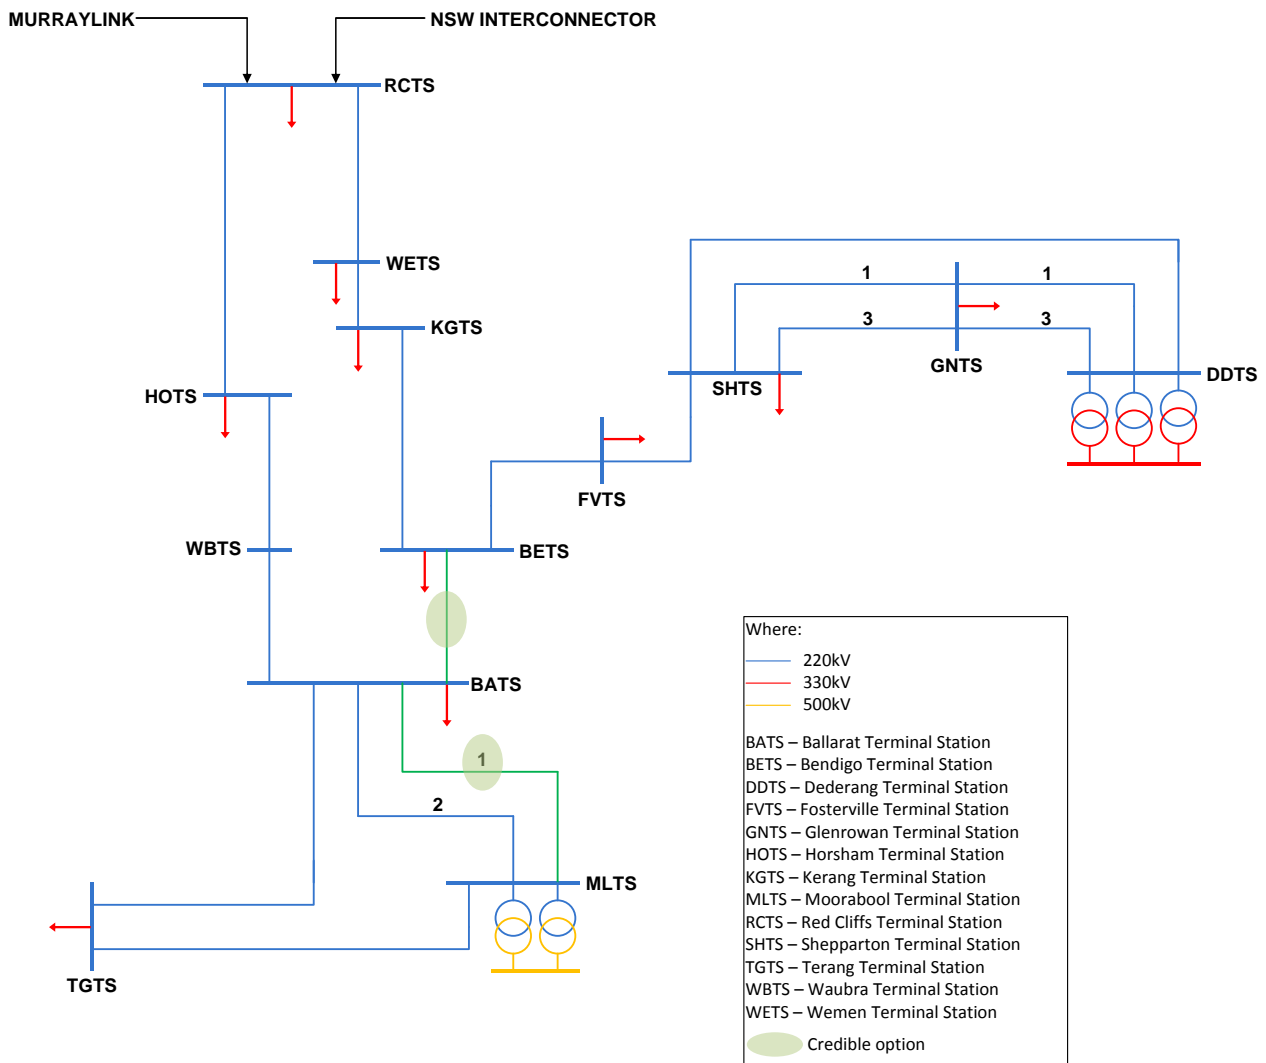 MURRAYLINK
NSW INTERCONNECTOR
RCTS
WETS
KGTS
HOTS
1
1
3
3
GNTS
SHTS
DDTS
FVTS
WBTS
BETS
BATS
1
2
MLTS
TGTS
Where:
220kV
330kV
500kV
BATS – Ballarat Terminal Station
BETS – Bendigo Terminal Station
DDTS – Dederang Terminal Station
FVTS – Fosterville Terminal Station
GNTS – Glenrowan Terminal Station
HOTS – Horsham Terminal Station
KGTS – Kerang Terminal Station
MLTS – Moorabool Terminal Station
RCTS – Red Cliffs Terminal Station
SHTS – Shepparton Terminal Station
TGTS – Terang Terminal Station
WBTS – Waubra Terminal Station
WETS – Wemen Terminal Station
Credible option